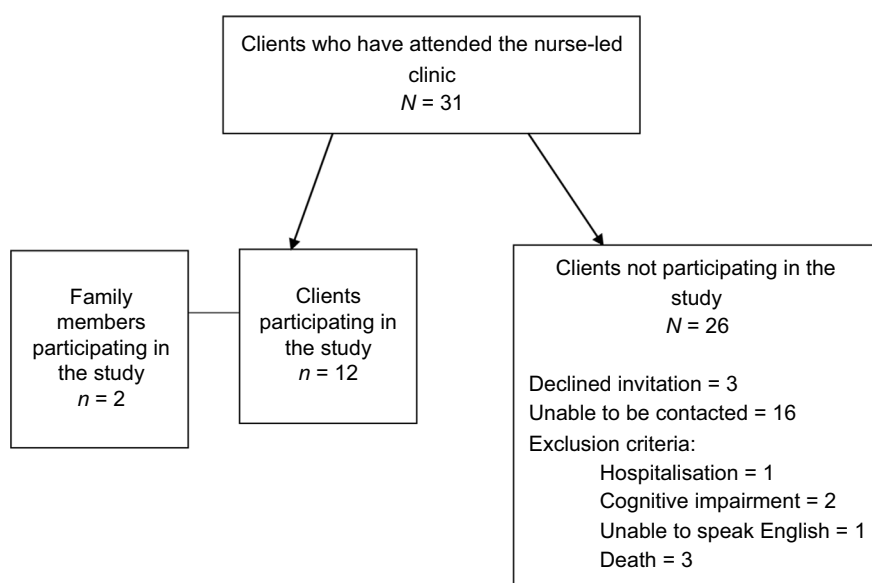 Clients who have attended the nurse-led
clinic
N = 31
Family
members
participating in
the study
n = 2
Clients
participating in
the study
n = 12
Clients not participating in the
study
N = 26
Declined invitation = 3
Unable to be contacted = 16
Exclusion criteria:
Hospitalisation = 1
Cognitive impairment = 2
Unable to speak English = 1
Death = 3